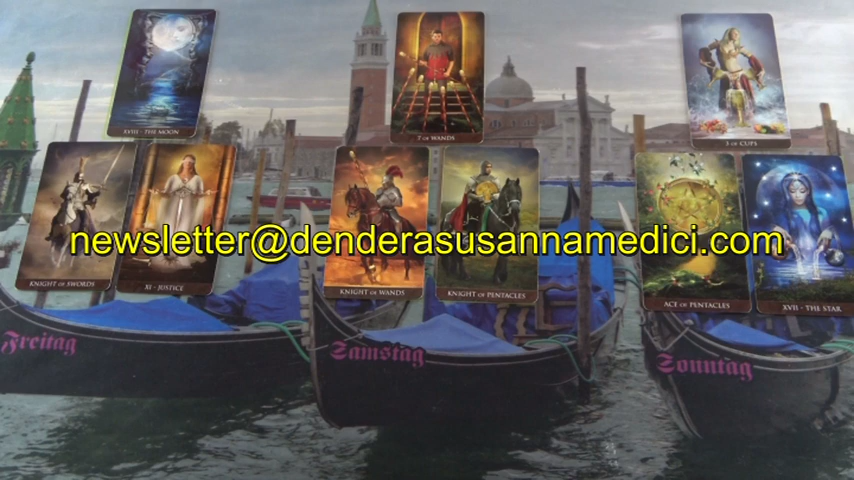 XVIII · THE MOON
7 OF WANDS
3 OF CUPS
KNIGHT OF SWORDS
XI · JUSTICE
KNIGHT OF WANDS
KNIGHT OF PENTACLES
ACE OF PENTACLES
XVII · THE STAR
newsletter@denderasusannamedici.com
Freitag
Samstag
Sonntag